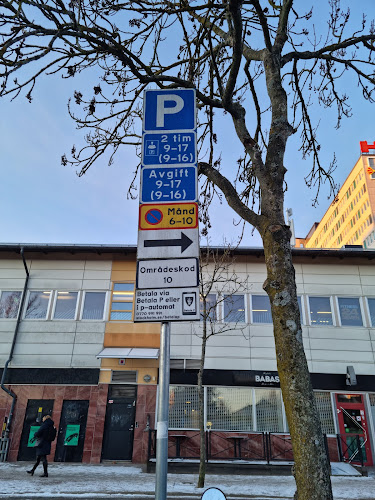 P
2 tim
9-17
(9-16)
Avgift
9-17
(9-16)
Månd
6-10
Områdeskod
10
Betala via
Betala P eller
i p-automat
BABAS